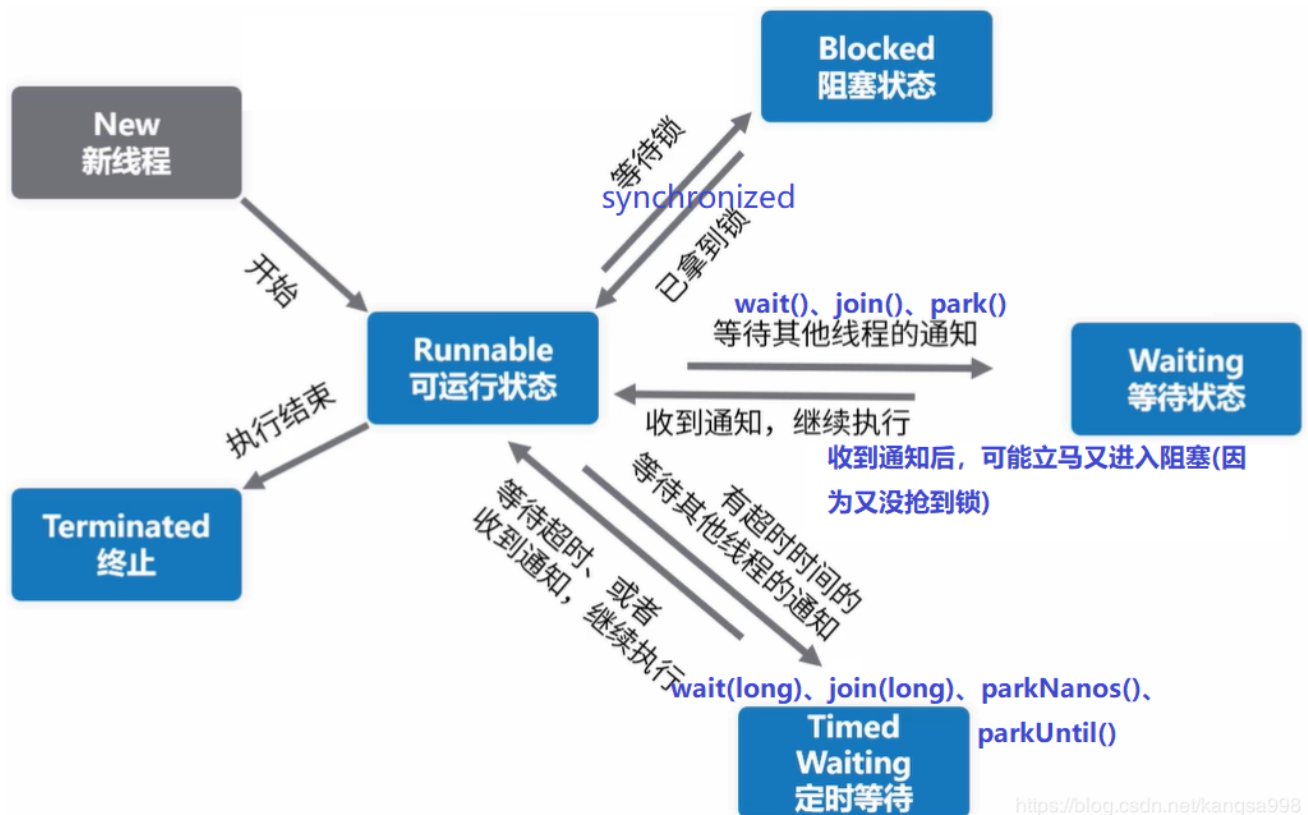 Blocked
阻塞状态
New
新线程
等待锁
synchronized
已拿到锁
开始
wait()、join()、park()
等待其他线程的通知
Runnable
可运行状态
Waiting
等待状态
收到通知，继续执行
执行结束
收到通知后，可能立马又进入阻塞(因
为又没抢到锁)
Terminated
终止
有超时时间的
等待其他线程的通知
等待超时、或者
收到通知，继续执行
wait(long)、join(long)、parkNanos()、
parkUntil()
Timed
Waiting
定时等待
https://blog.csdn.net/kangsa998